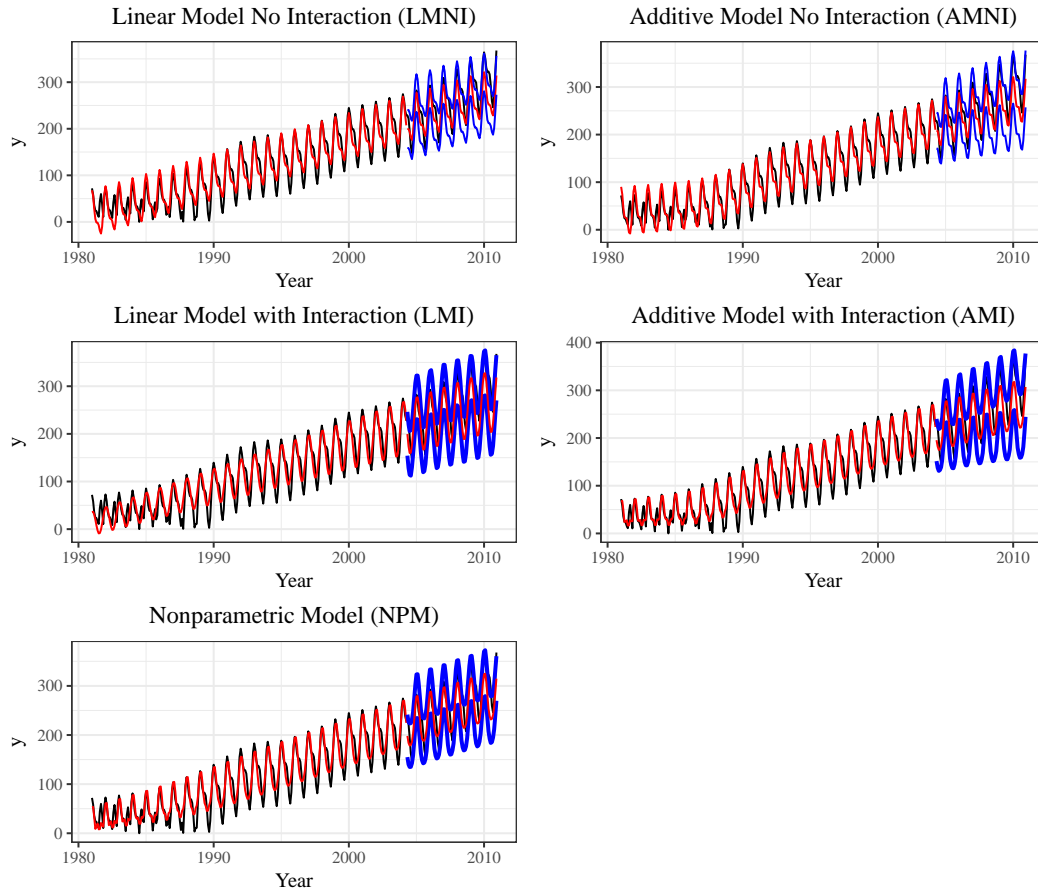 Linear Model No Interaction (LMNI)
y
300
200
100
0
1980
1990
2000
2010
Year
Additive Model No Interaction (AMNI)
y
300
200
100
0
1980
1990
2000
2010
Year
Linear Model with Interaction (LMI)
y
300
200
100
0
1980
1990
2000
2010
Year
Additive Model with Interaction (AMI)
y
400
300
200
100
0
1980
1990
2000
2010
Year
Nonparametric Model (NPM)
y
300
200
100
0
1980
1990
2000
2010
Year